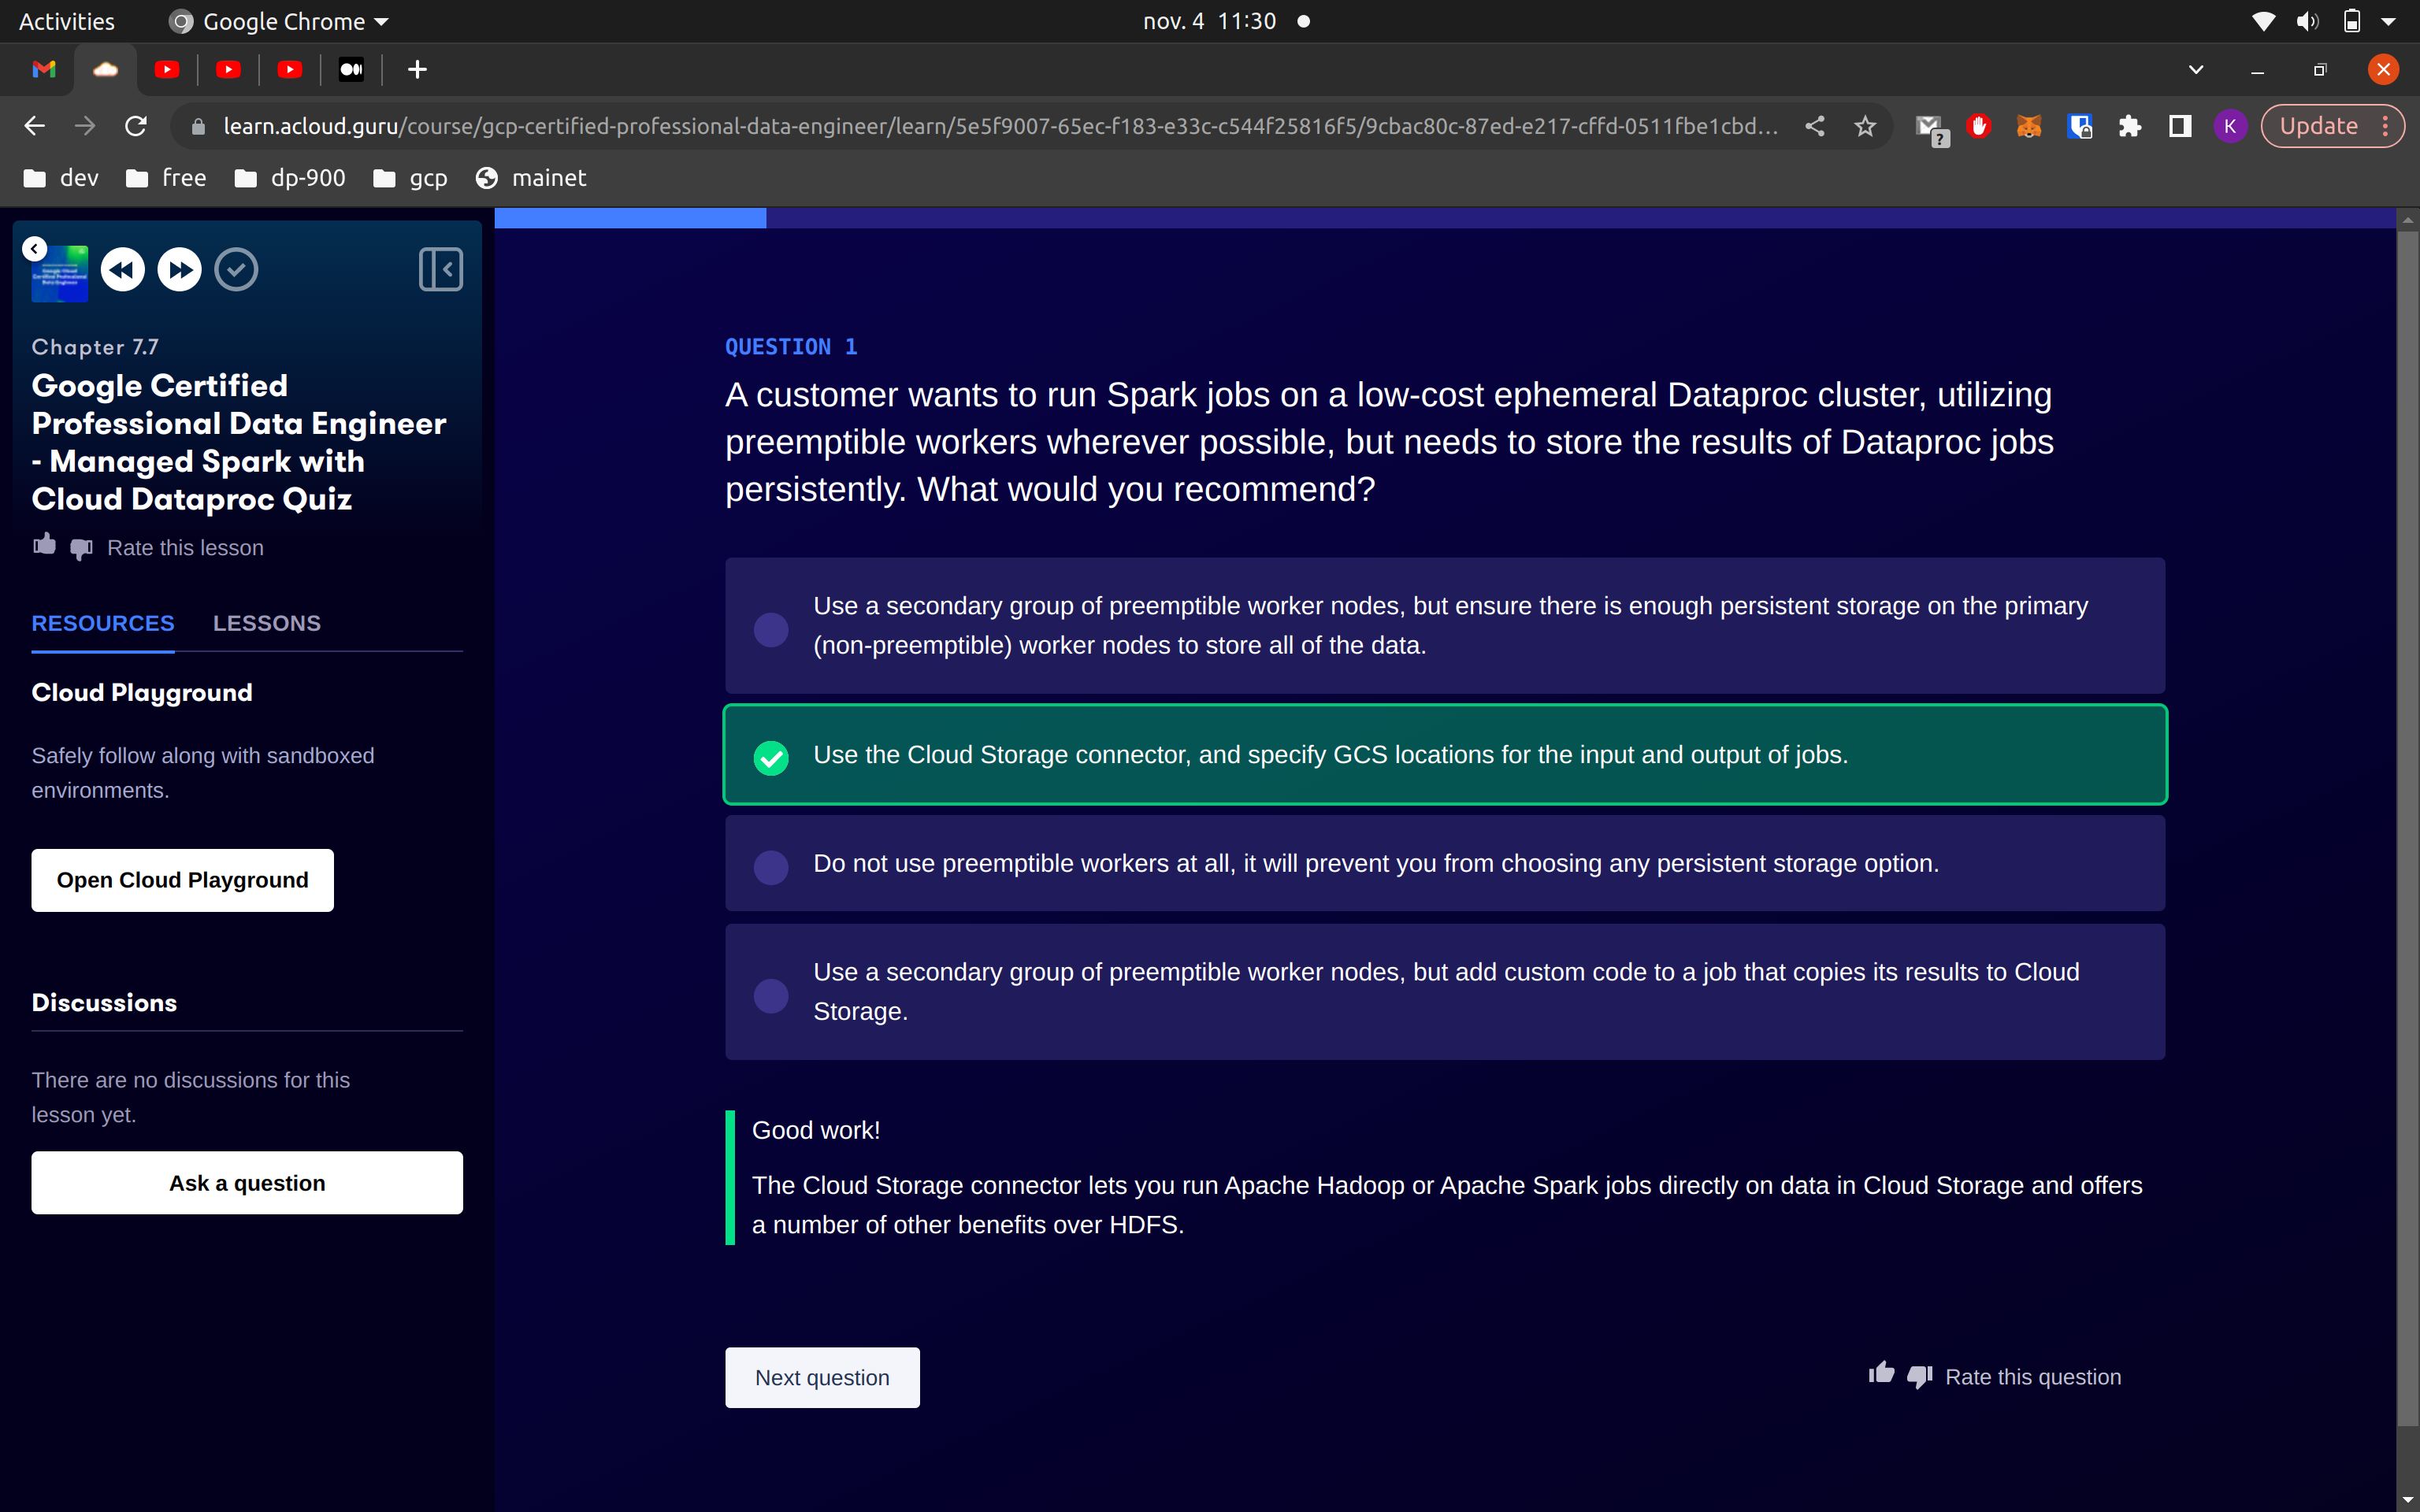 Activities
Google Chrome
nov. 4 11:30
learn.acloud.guru/course/gcp-certified-professional-data-engineer/learn/5e5f9007-65ec-f183-e33c-c544f25816f5/9cbac80c-87ed-e217-cffd-0511fbe1cbd...
?
K
Update
dev
free
dp-900
gcp
mainet
Chapter 7.7
Google Certified
Professional Data Engineer
- Managed Spark with
Cloud Dataproc Quiz
Rate this lesson
RESOURCES
LESSONS
Cloud Playground
Safely follow along with sandboxed
environments.
Open Cloud Playground
Discussions
There are no discussions for this
lesson yet.
Ask a question
QUESTION 1
A customer wants to run Spark jobs on a low-cost ephemeral Dataproc cluster, utilizing
preemptible workers wherever possible, but needs to store the results of Dataproc jobs
persistently. What would you recommend?
Use a secondary group of preemptible worker nodes, but ensure there is enough persistent storage on the primary
(non-preemptible) worker nodes to store all of the data.
Use the Cloud Storage connector, and specify GCS locations for the input and output of jobs.
Do not use preemptible workers at all, it will prevent you from choosing any persistent storage option.
Use a secondary group of preemptible worker nodes, but add custom code to a job that copies its results to Cloud
Storage.
Good work!
The Cloud Storage connector lets you run Apache Hadoop or Apache Spark jobs directly on data in Cloud Storage and offers
a number of other benefits over HDFS.
Next question
Rate this question